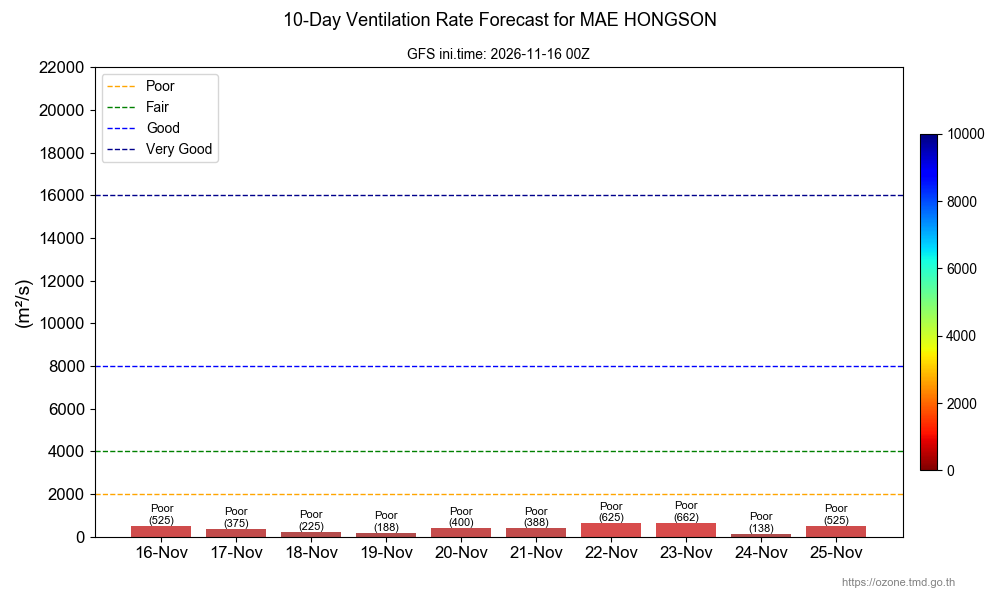 10-Day Ventilation Rate Forecast for MAE HONGSON
GFS ini.time: 2026-11-16 00Z
Poor
Fair
Good
Very Good
(m²/s)
22000
20000
18000
16000
14000
12000
10000
8000
6000
4000
2000
0
Poor
(525)
Poor
(375)
Poor
(225)
Poor
(188)
Poor
(400)
Poor
(388)
Poor
(625)
Poor
(662)
Poor
(138)
Poor
(525)
16-Nov 17-Nov 18-Nov 19-Nov 20-Nov 21-Nov 22-Nov 23-Nov 24-Nov 25-Nov
10000
8000
6000
4000
2000
0
https://ozone.tmd.go.th